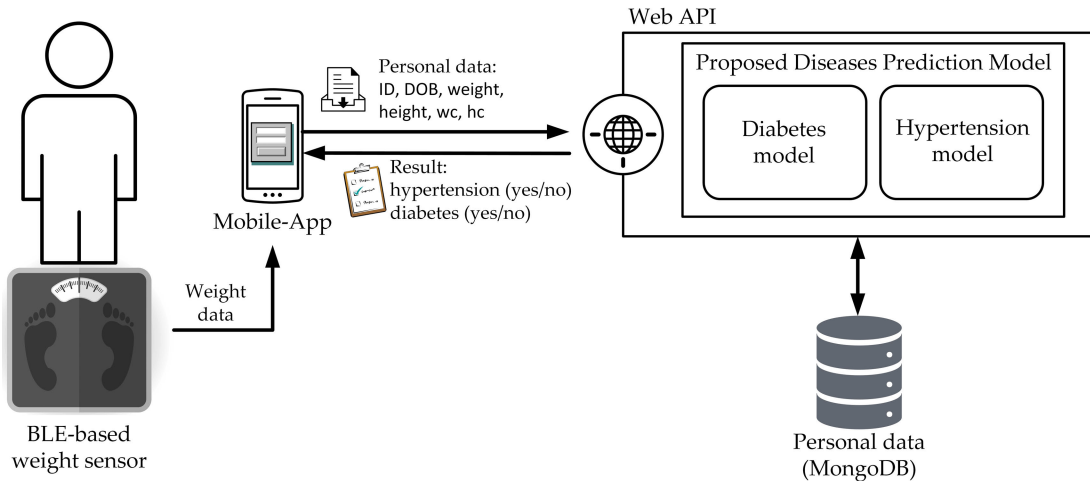 Web API
Personal data:
ID, DOB, weight,
height, wc, hc
Proposed Diseases Prediction Model
Diabetes
model
Hypertension
model
Result:
hypertension (yes/no)
diabetes (yes/no)
Mobile-App
Weight
data
BLE-based
weight sensor
Personal data
(MongoDB)